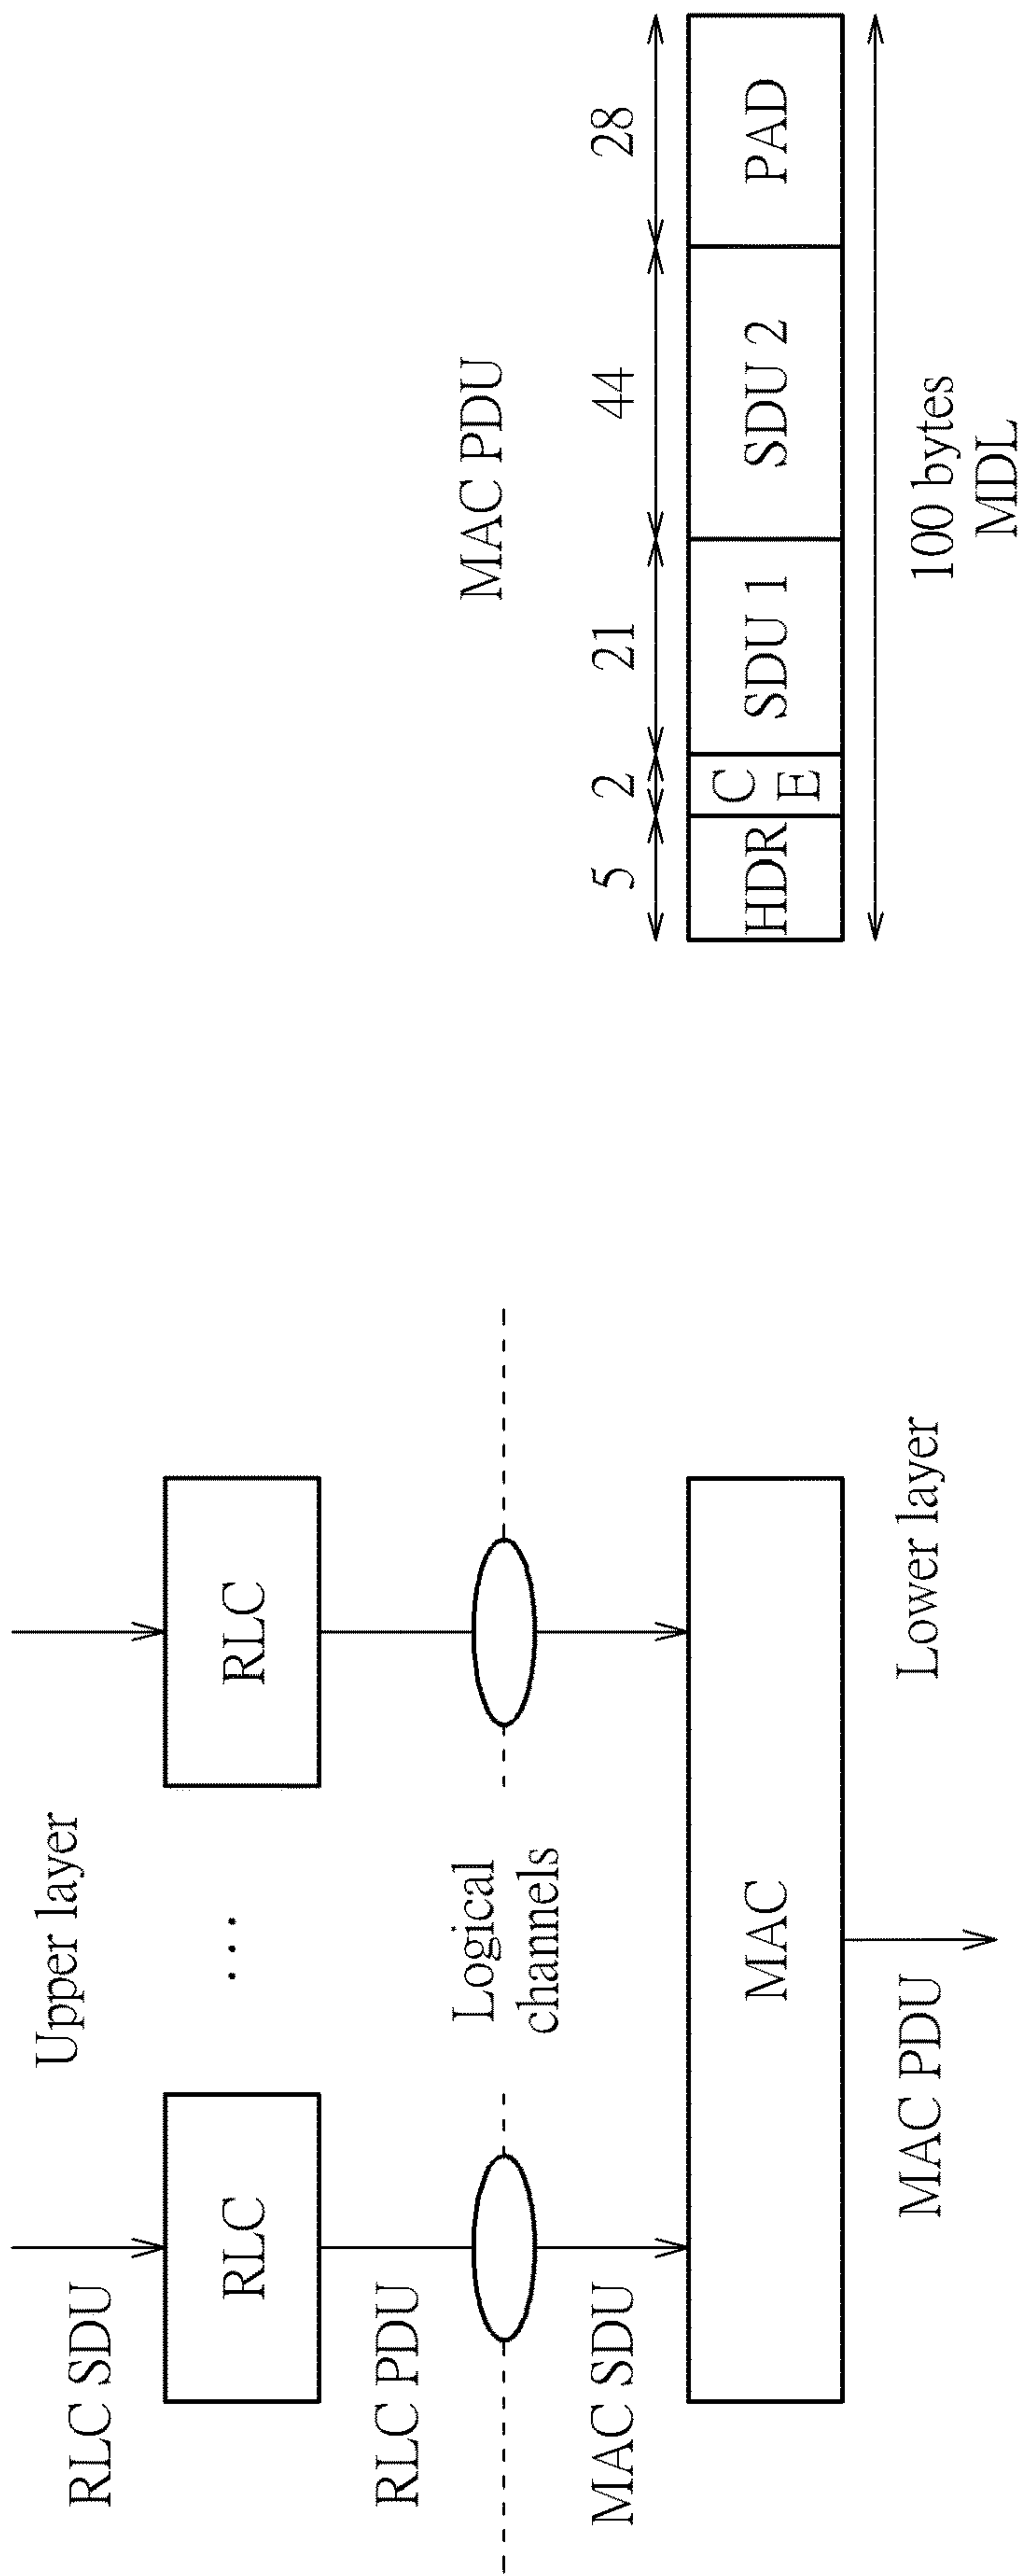 Upper layer
RLC SDU
RLC
...
RLC
RLC PDU
Logical
channels
MAC SDU
MAC
MAC PDU
Lower layer
MAC PDU
5
2
21
44
28
HDR
C
E
SDU 1
SDU 2
PAD
100 bytes
MDL